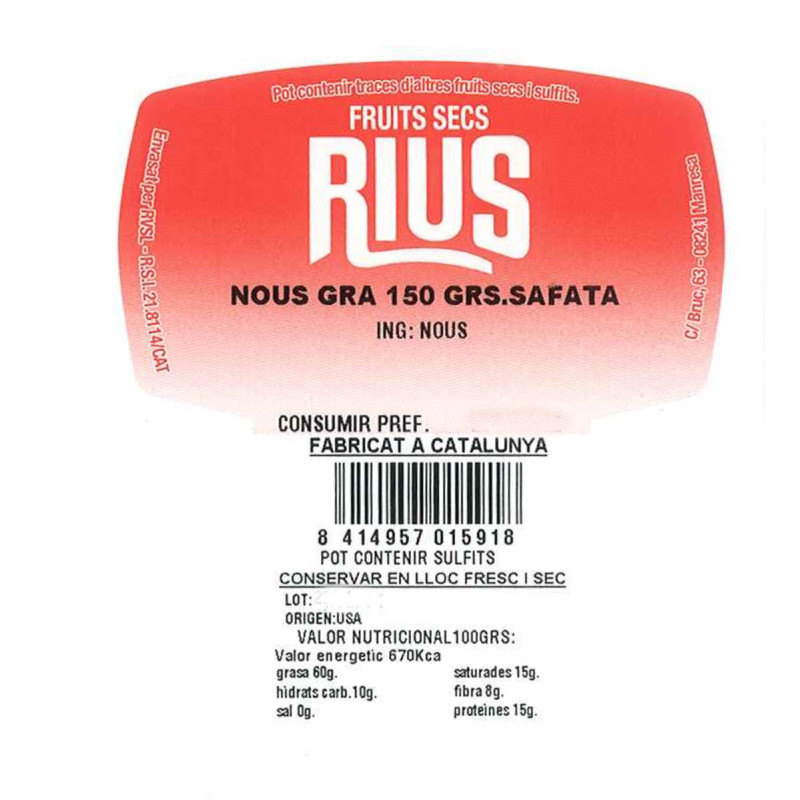 Pot contenir traces d'altres fruits secs i sulfits.
FRUITS SECS
RIUS
Envasat per RVSL - R.S.I. 21.8114/CAT
C/ Bruc, 63 - 08241 Manresa
NOUS GRA 150 GRS.SAFATA
ING: NOUS
CONSUMIR PREF.
FABRICAT A CATALUNYA
8 414957 015918
POT CONTENIR SULFITS
CONSERVAR EN LLOC FRESC I SEC
LOT:
ORIGEN:USA
VALOR NUTRICIONAL100GRS:
Valor energetic 670Kca
grasa 60g. saturades 15g.
hidrats carb.10g. fibra 8g.
sal 0g. proteines 15g.